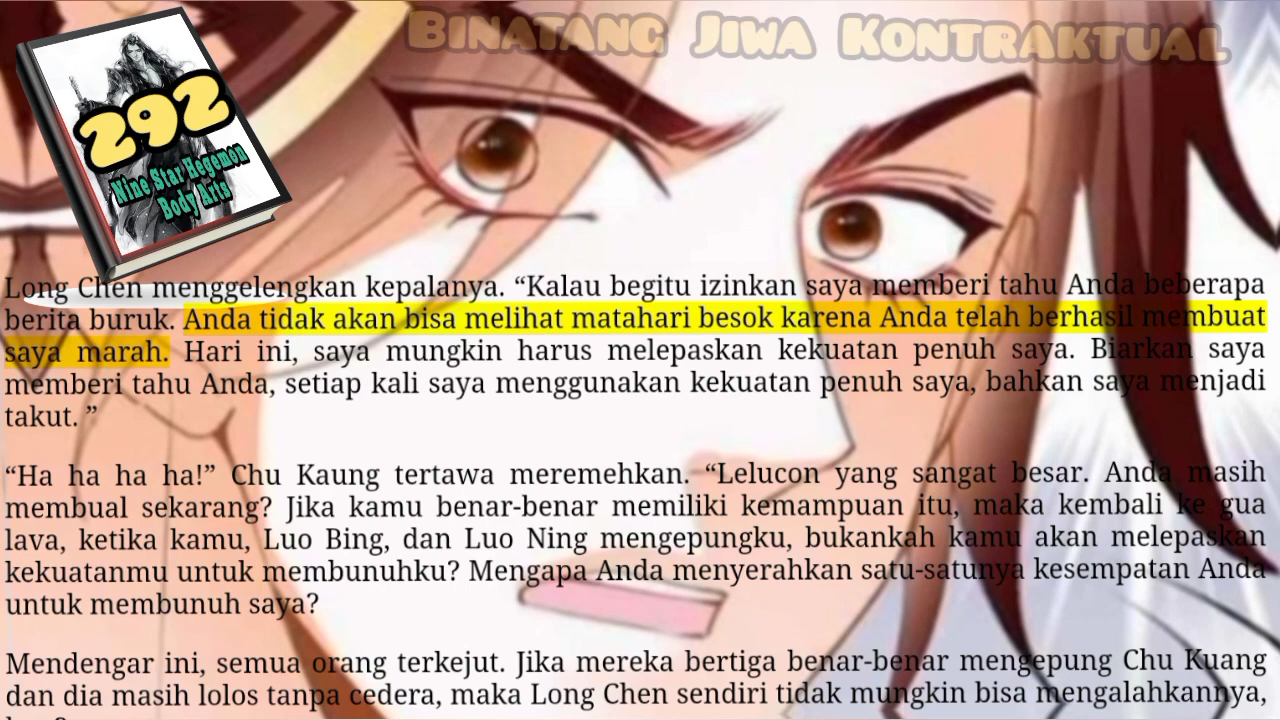 Binatang Jiwa Kontraktual
292
Nine Star Hegemon
Body Arts
Long Chen menggelengkan kepalanya. “Kalau begitu izinkan saya memberi tahu Anda beberapa
berita buruk. Anda tidak akan bisa melihat matahari besok karena Anda telah berhasil membuat
saya marah. Hari ini, saya mungkin harus melepaskan kekuatan penuh saya. Biarkan saya
memberi tahu Anda, setiap kali saya menggunakan kekuatan penuh saya, bahkan saya menjadi
takut. ”
“Ha ha ha ha!” Chu Kaung tertawa meremehkan. “Lelucon yang sangat besar. Anda masih
membual sekarang? Jika kamu benar-benar memiliki kemampuan itu, maka kembali ke gua
lava, ketika kamu, Luo Bing, dan Luo Ning mengepungku, bukankah kamu akan melepaskan
kekuatanmu untuk membunuhku? Mengapa Anda menyerahkan satu-satunya kesempatan Anda
untuk membunuh saya?
Mendengar ini, semua orang terkejut. Jika mereka bertiga benar-benar mengepung Chu Kuang
dan dia masih lolos tanpa cedera, maka Long Chen sendiri tidak mungkin bisa mengalahkannya,